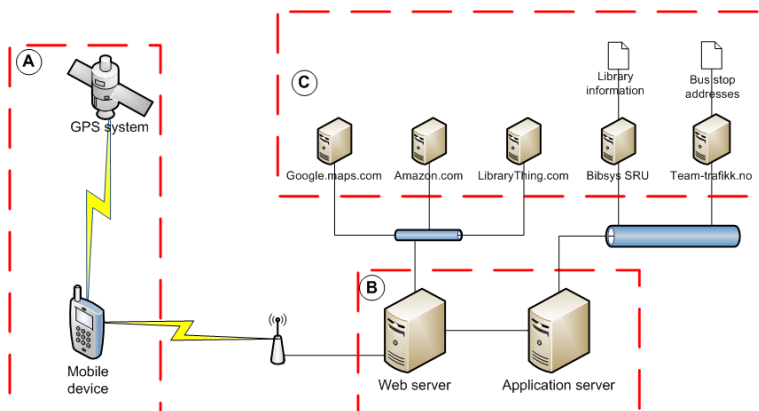 A
GPS system
Mobile
device
C
Library
information
Bus stop
addresses
Google.maps.com
Amazon.com
LibraryThing.com
Bibsys SRU
Team-trafikk.no
B
Web server
Application server